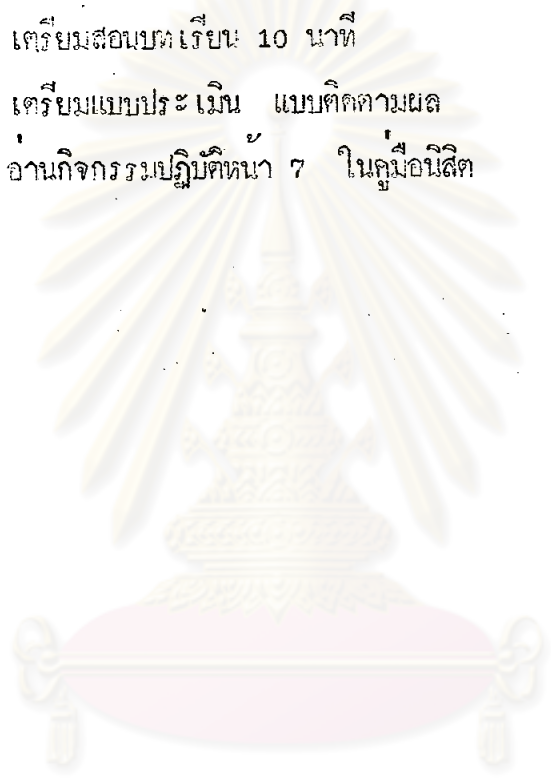 เตรียมสอนบทเรียน 10 นาที
เตรียมแบบประเมิน แบบติดตามผล
อ่านกิจกรรมปฏิบัติหน้า 7 ในคู่มือนิสิต